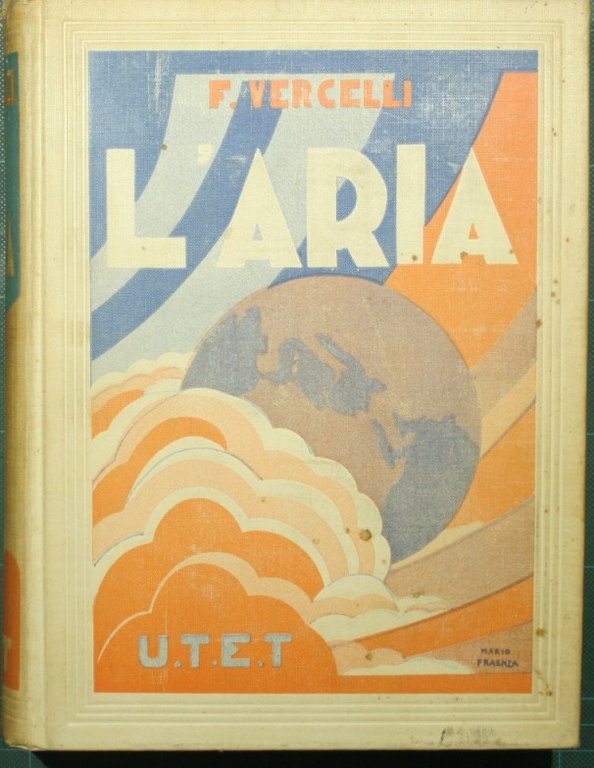 F. VERCELLI
L'ARIA
U.T.E.T
MARIO
FRAENZA